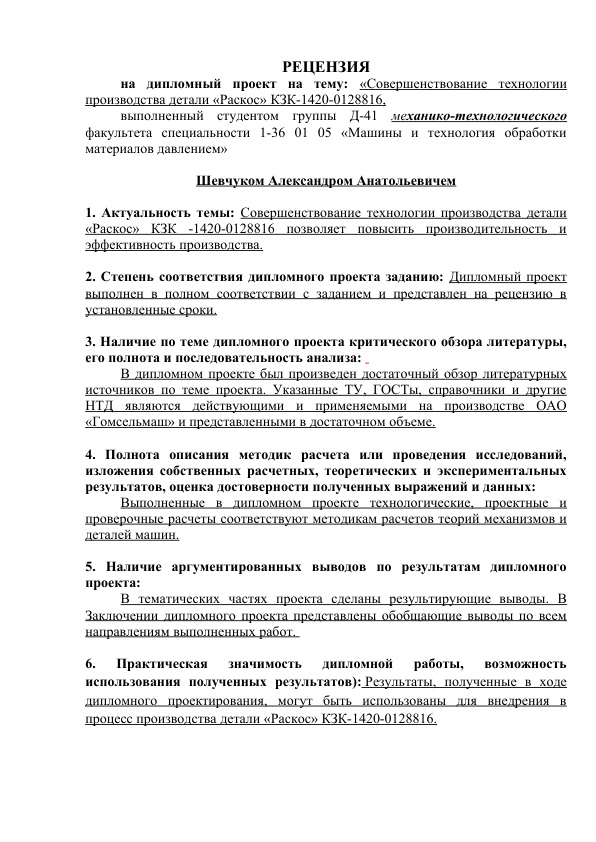 РЕЦЕНЗИЯ
на дипломный проект на тему: «Совершенствование технологии
производства детали «Раскос» КЗК-1420-0128816,
выполненный студентом группы Д-41 механико-технологического
факультета специальности 1-36 01 05 «Машины и технология обработки
материалов давлением»
Шевчуком Александром Анатольевичем
1. Актуальность темы: Совершенствование технологии производства детали
«Раскос» КЗК -1420-0128816 позволяет повысить производительность и
эффективность производства.
2. Степень соответствия дипломного проекта заданию: Дипломный проект
выполнен в полном соответствии с заданием и представлен на рецензию в
установленные сроки.
3. Наличие по теме дипломного проекта критического обзора литературы,
его полнота и последовательность анализа:
В дипломном проекте был произведен достаточный обзор литературных
источников по теме проекта. Указанные ТУ, ГОСТы, справочники и другие
НТД являются действующими и применяемыми на производстве ОАО
«Гомсельмаш» и представленными в достаточном объеме.
4. Полнота описания методик расчета или проведения исследований,
изложения собственных расчетных, теоретических и экспериментальных
результатов, оценка достоверности полученных выражений и данных:
Выполненные в дипломном проекте технологические, проектные и
проверочные расчеты соответствуют методикам расчетов теорий механизмов и
деталей машин.
5. Наличие аргументированных выводов по результатам дипломного
проекта:
В тематических частях проекта сделаны результирующие выводы. В
Заключении дипломного проекта представлены обобщающие выводы по всем
направлениям выполненных работ.
6. Практическая значимость дипломной работы, возможность
использования полученных результатов): Результаты, полученные в ходе
дипломного проектирования, могут быть использованы для внедрения в
процесс производства детали «Раскос» КЗК-1420-0128816.